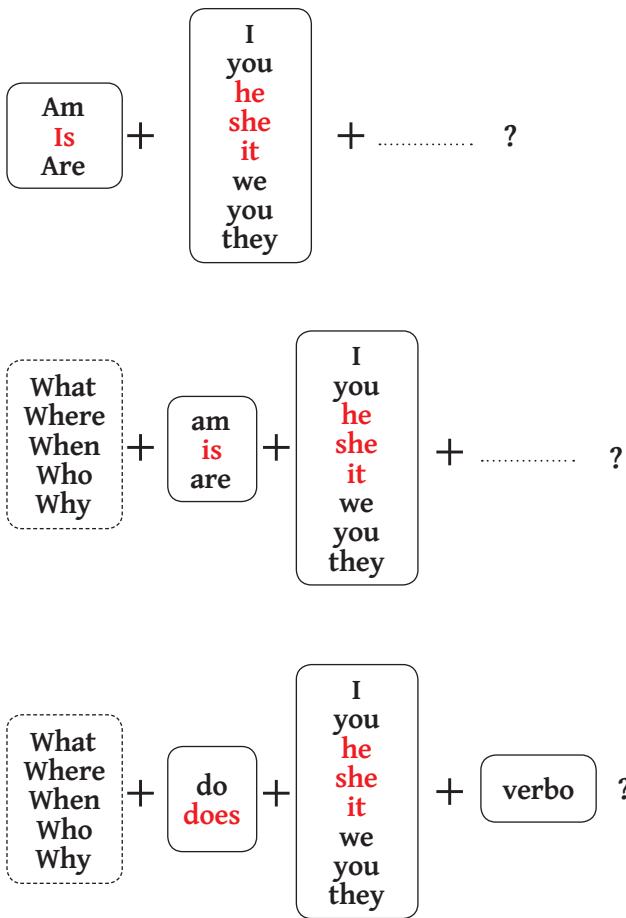 I
you
he
Am
Is
Are
+
she
it
we
you
they
+
....................
?
What
Where
When
Who
Why
+
am
is
are
+
I
you
he
she
it
we
you
they
+
....................
?
What
Where
When
Who
Why
+
do
does
+
I
you
he
she
it
we
you
they
+
verbo
?